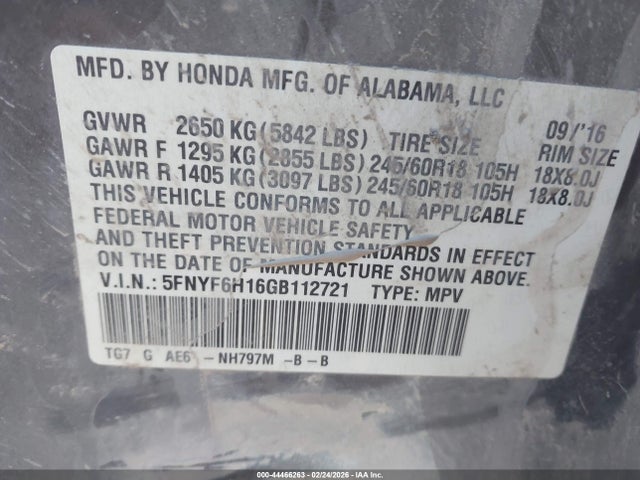 MFD. BY HONDA MFG. OF ALABAMA, LLC
09/'16
GVWR 2650 KG (5842 LBS) TIRE SIZE RIM SIZE
GAWR F 1295 KG (2855 LBS) 245/60R18 105H 18X8.0J
GAWR R 1405 KG (3097 LBS) 245/60R18 105H 18X8.0J
THIS VEHICLE CONFORMS TO ALL APPLICABLE
FEDERAL MOTOR VEHICLE SAFETY
AND THEFT PREVENTION STANDARDS IN EFFECT
ON THE DATE OF MANUFACTURE SHOWN ABOVE.
V.I.N.: 5FNYF6H16GB112721 TYPE: MPV
TG7 G AE6 -NH797M -B-B
000-44466263 - 02/24/2026 - IAA Inc.